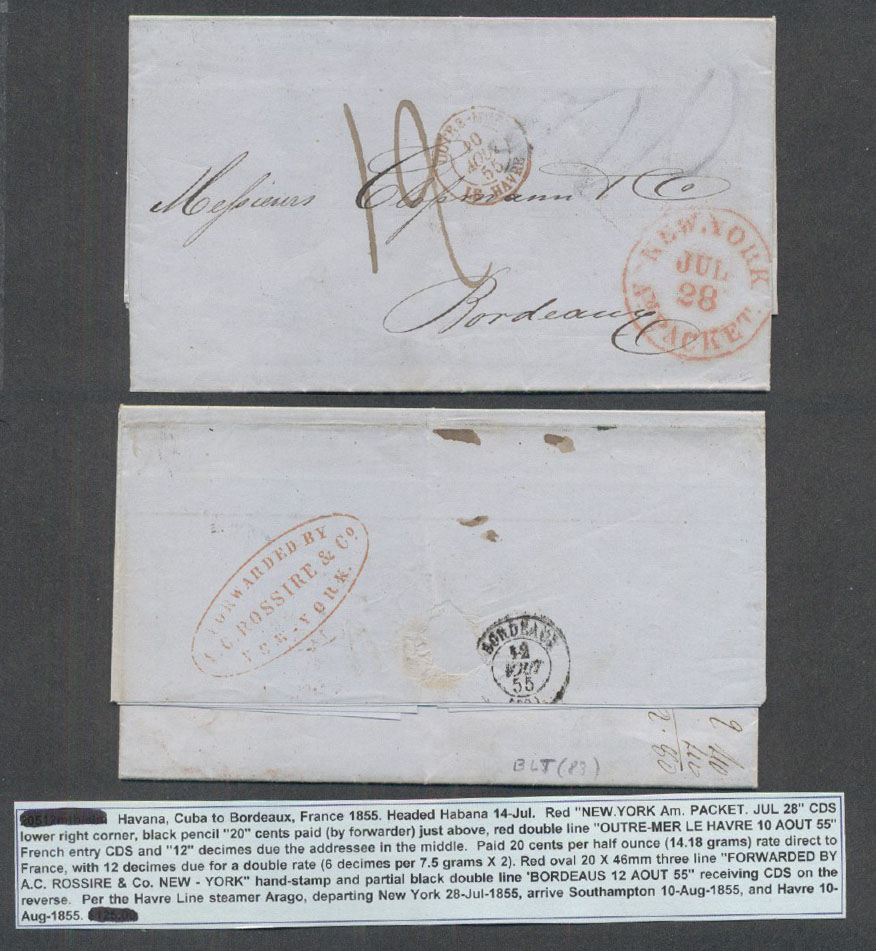 12
OUTRE-MER
10
AOUT
55
LE HAVRE
20
Messieurs Clossmann & Co
Bordeaux
NEW.YORK
JUL
28
Am PACKET.
FORWARDED BY
A.C. ROSSIRE & Co.
NEW-YORK.
BORDEAUX
12
AOUT
55
BLT (83)
Havana, Cuba to Bordeaux, France 1855. Headed Habana 14-Jul. Red "NEW.YORK Am. PACKET. JUL 28" CDS
lower right corner, black pencil "20" cents paid (by forwarder) just above, red double line "OUTRE-MER LE HAVRE 10 AOUT 55"
French entry CDS and "12" decimes due the addressee in the middle. Paid 20 cents per half ounce (14.18 grams) rate direct to
France, with 12 decimes due for a double rate (6 decimes per 7.5 grams X 2). Red oval 20 X 46mm three line "FORWARDED BY
A.C. ROSSIRE & Co. NEW - YORK" hand-stamp and partial black double line 'BORDEAUS 12 AOUT 55" receiving CDS on the
reverse. Per the Havre Line steamer Arago, departing New York 28-Jul-1855, arrive Southampton 10-Aug-1855, and Havre 10-
Aug-1855. $125.00